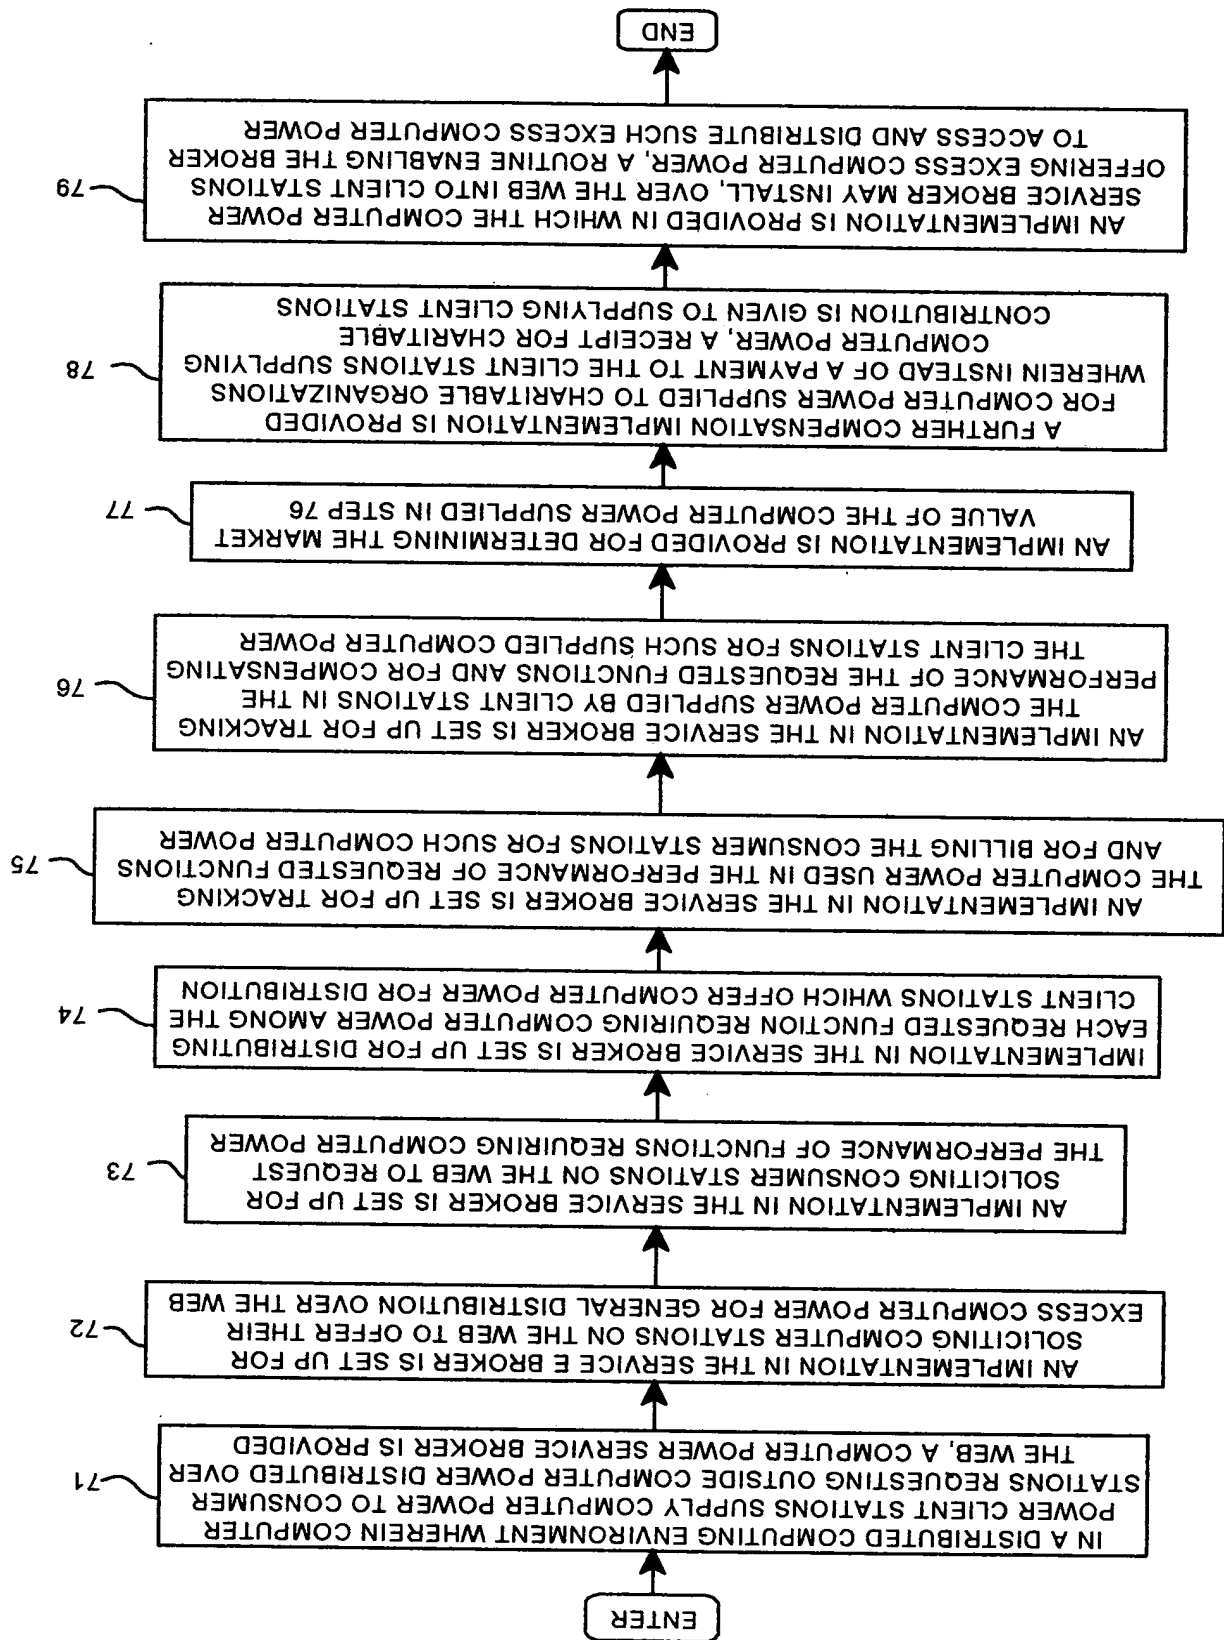 ENTER
IN A DISTRIBUTED COMPUTING ENVIRONMENT WHEREIN COMPUTER
POWER CLIENT STATIONS SUPPLY COMPUTER POWER TO CONSUMER
STATIONS REQUESTING OUTSIDE COMPUTER POWER DISTRIBUTED OVER
THE WEB, A COMPUTER POWER SERVICE BROKER IS PROVIDED
71
AN IMPLEMENTATION IN THE SERVICE E BROKER IS SET UP FOR
SOLICITING COMPUTER STATIONS ON THE WEB TO OFFER THEIR
EXCESS COMPUTER POWER FOR GENERAL DISTRIBUTION OVER THE WEB
72
AN IMPLEMENTATION IN THE SERVICE BROKER IS SET UP FOR
SOLICITING CONSUMER STATIONS ON THE WEB TO REQUEST
THE PERFORMANCE OF FUNCTIONS REQUIRING COMPUTER POWER
73
IMPLEMENTATION IN THE SERVICE BROKER IS SET UP FOR DISTRIBUTING
EACH REQUESTED FUNCTION REQUIRING COMPUTER POWER AMONG THE
CLIENT STATIONS WHICH OFFER COMPUTER POWER FOR DISTRIBUTION
74
AN IMPLEMENTATION IN THE SERVICE BROKER IS SET UP FOR TRACKING
THE COMPUTER POWER USED IN THE PERFORMANCE OF REQUESTED FUNCTIONS
AND FOR BILLING THE CONSUMER STATIONS FOR SUCH COMPUTER POWER
75
AN IMPLEMENTATION IN THE SERVICE BROKER IS SET UP FOR TRACKING
THE COMPUTER POWER SUPPLIED BY CLIENT STATIONS IN THE
PERFORMANCE OF THE REQUESTED FUNCTIONS AND FOR COMPENSATING
THE CLIENT STATIONS FOR SUCH SUPPLIED COMPUTER POWER
76
AN IMPLEMENTATION IS PROVIDED FOR DETERMINING THE MARKET
VALUE OF THE COMPUTER POWER SUPPLIED IN STEP 76
77
A FURTHER COMPENSATION IMPLEMENTATION IS PROVIDED
FOR COMPUTER POWER SUPPLIED TO CHARITABLE ORGANIZATIONS
WHEREIN INSTEAD OF A PAYMENT TO THE CLIENT STATIONS SUPPLYING
COMPUTER POWER, A RECEIPT FOR CHARITABLE
CONTRIBUTION IS GIVEN TO SUPPLYING CLIENT STATIONS
78
AN IMPLEMENTATION IS PROVIDED IN WHICH THE COMPUTER POWER
SERVICE BROKER MAY INSTALL, OVER THE WEB INTO CLIENT STATIONS
OFFERING EXCESS COMPUTER POWER, A ROUTINE ENABLING THE BROKER
TO ACCESS AND DISTRIBUTE SUCH EXCESS COMPUTER POWER
79
END